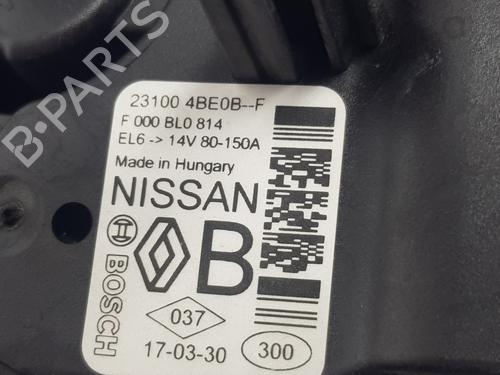 23100 4BE0B--F
F 000 BL0 814
EL6 -> 14V 80-150A
Made in Hungary
NISSAN
B
BOSCH
037
17-03-30
300
B-PARTS